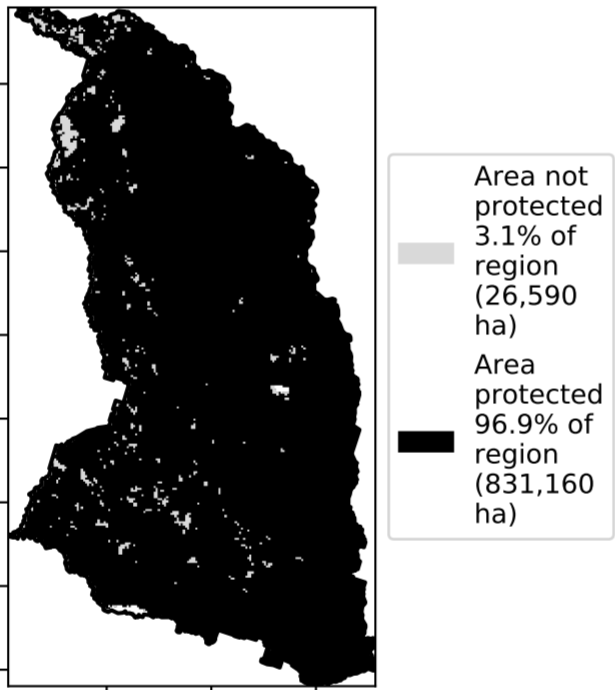 Area not
protected
3.1% of
region
(26,590
ha)
Area
protected
96.9% of
region
(831,160
ha)